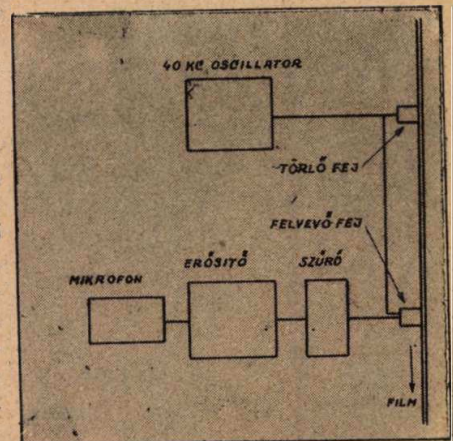 40 KC OSCILLATOR
TÖRLŐ FEJ
FELVEVŐ FEJ
MIKROFON
ERŐSITŐ
SZŰRŐ
FILM